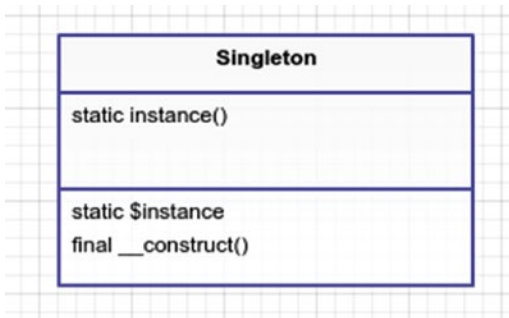 Singleton
static instance()
static $instance
final __construct()